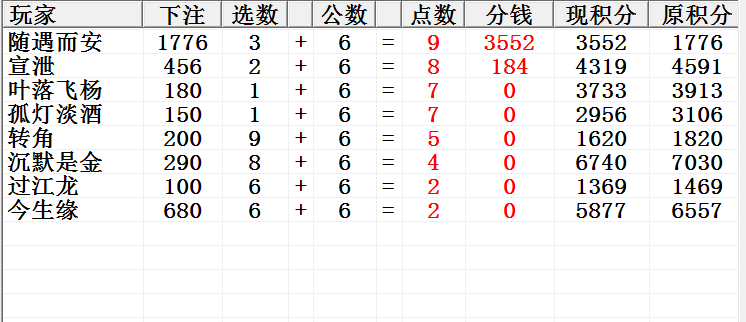 玩家 下注 选数 公数 点数 分钱 现积分 原积分
随遇而安 1776 3 + 6 = 9 3552 3552 1776
宣泄 456 2 + 6 = 8 184 4319 4591
叶落飞杨 180 1 + 6 = 7 0 3733 3913
孤灯淡酒 150 1 + 6 = 7 0 2956 3106
转角 200 9 + 6 = 5 0 1620 1820
沉默是金 290 8 + 6 = 4 0 6740 7030
过江龙 100 6 + 6 = 2 0 1369 1469
今生缘 680 6 + 6 = 2 0 5877 6557